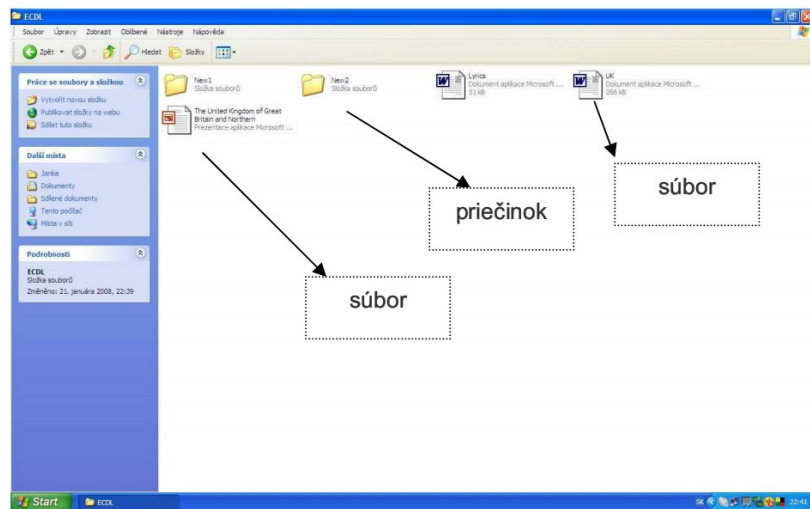 ECDL
Soubor Úpravy Zobrazit Oblíbené Nástroje Nápověda
Zpět Hledat Složky
Práce se soubory a složkou
Vytvořit novou složku
Publikovat složky na webu
Sdílet tuto složku
Další místa
Janka
Dokumenty
Sdílené dokumenty
Tento počítač
Místa v síti
Podrobnosti
ECDL
Složka souborů
Změněno: 21. januára 2008, 22:39
New1
Složka souborů
New2
Složka souborů
Lyrics
Dokument aplikace Microsoft ...
51 kB
UK
Dokument aplikace Microsoft ...
286 kB
The United Kingdom of Great
Britain and Northern
Prezentace aplikace Microsoft ...
súbor
priečinok
súbor
Start ECDL SK 22:41